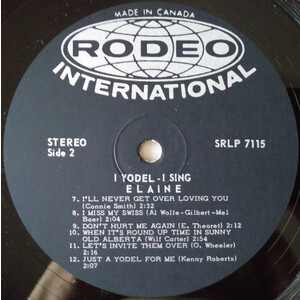 MADE IN CANADA
RODEO
INTERNATIONAL
STEREO
Side 2
SRLP 7115
I YODEL - I SING
ELAINE
7. I'LL NEVER GET OVER LOVING YOU
(Connie Smith) 2:32
8. I MISS MY SWISS (Al Wolfe-Gilbert-Mel
Baer) 2:04
9. DON'T HURT ME AGAIN (E. Theoret) 2:12
10. WHEN IT'S ROUND UP TIME IN SUNNY
OLD ALBERTA (Wilf Carter) 2:53
11. LET'S INVITE THEM OVER (O. Wheeler)
2:16
12. JUST A YODEL FOR ME (Kenny Roberts)
2:07